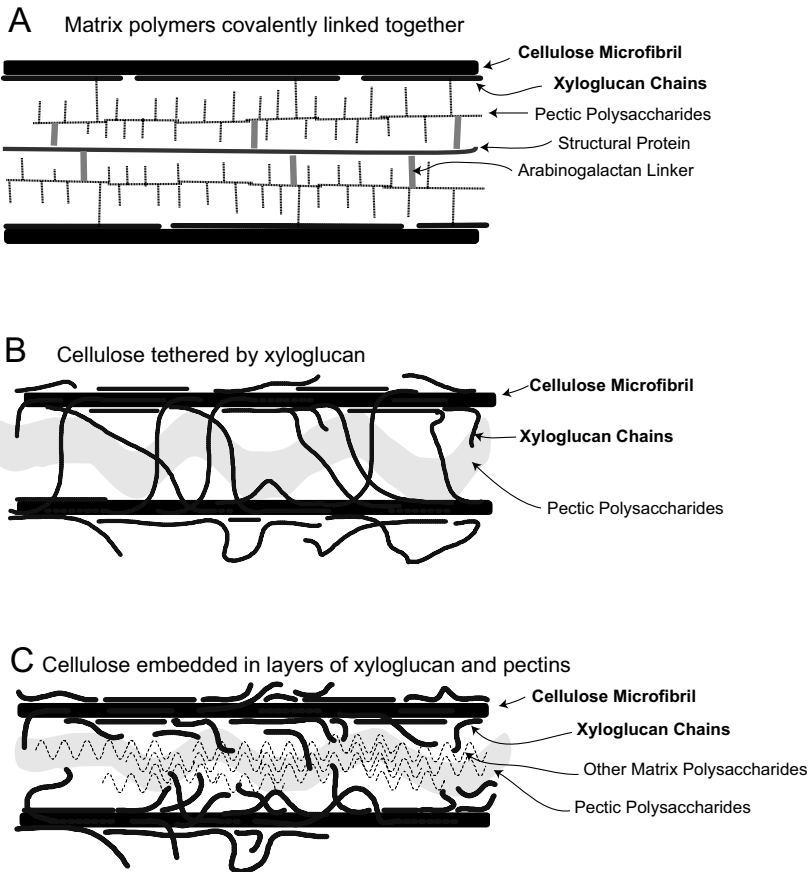 A Matrix polymers covalently linked together
Cellulose Microfibril
Xyloglucan Chains
Pectic Polysaccharides
Structural Protein
Arabinogalactan Linker
B Cellulose tethered by xyloglucan
Cellulose Microfibril
Xyloglucan Chains
Pectic Polysaccharides
C Cellulose embedded in layers of xyloglucan and pectins
Cellulose Microfibril
Xyloglucan Chains
Other Matrix Polysaccharides
Pectic Polysaccharides